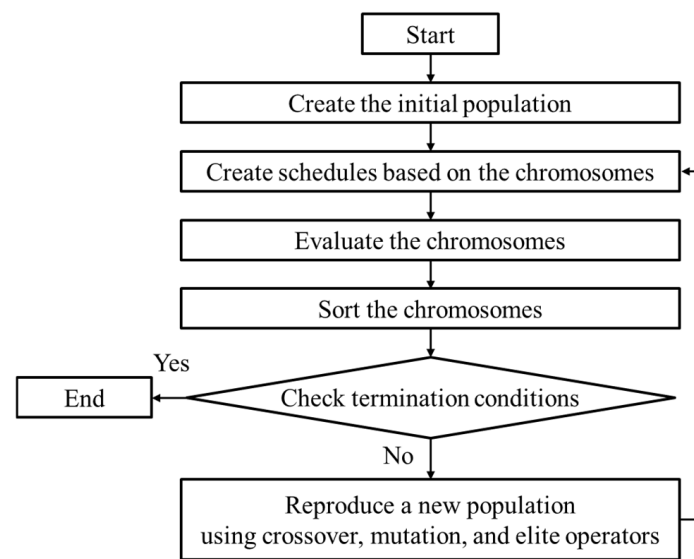 Start
Create the initial population
Create schedules based on the chromosomes
Evaluate the chromosomes
Sort the chromosomes
Yes
End
Check termination conditions
No
Reproduce a new population
using crossover, mutation, and elite operators